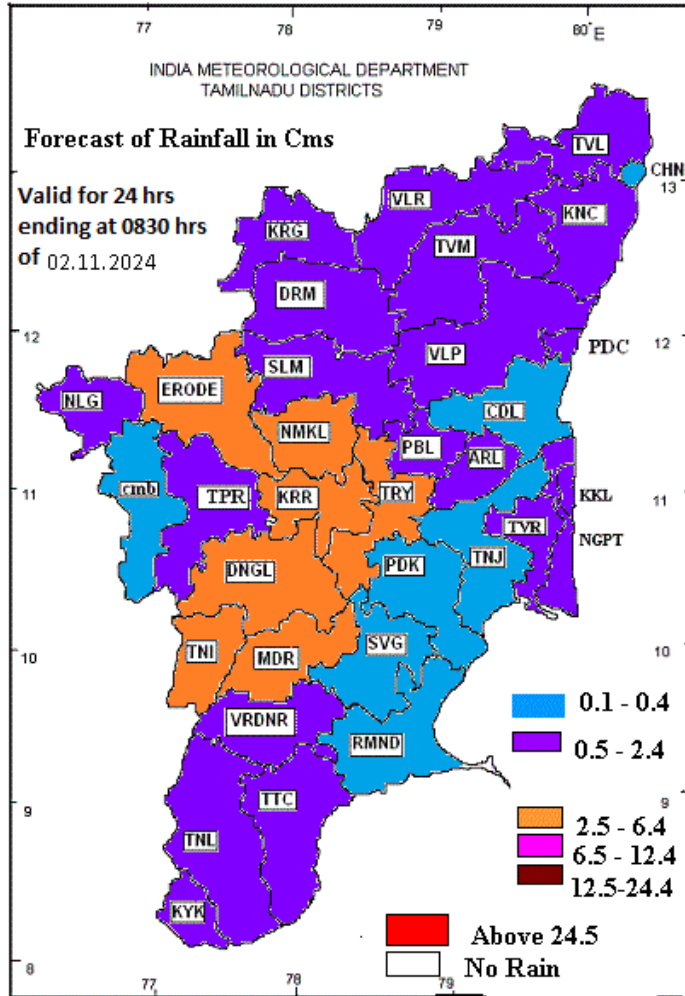 77 78 79 80° E
INDIA METEOROLOGICAL DEPARTMENT
TAMILNADU DISTRICTS
Forecast of Rainfall in Cms
TVL
CHN
13
Valid for 24 hrs
ending at 0830 hrs
of 02.11.2024
VLR
KNC
KRG
TVM
DRM
12
12
PDC
VLP
SLM
ERODE
NLG
CDL
NMKL
PBL
ARL
11
cmb
TPR
KRR
TRY
KKL
11
TVR
NGPT
DNGL
PDK
TNJ
10
TNI
MDR
SVG
10
0.1 - 0.4
VRDNR
RMND
0.5 - 2.4
9
TTC
9
2.5 - 6.4
TNL
6.5 - 12.4
12.5-24.4
KYK
Above 24.5
8
No Rain
77 78 79